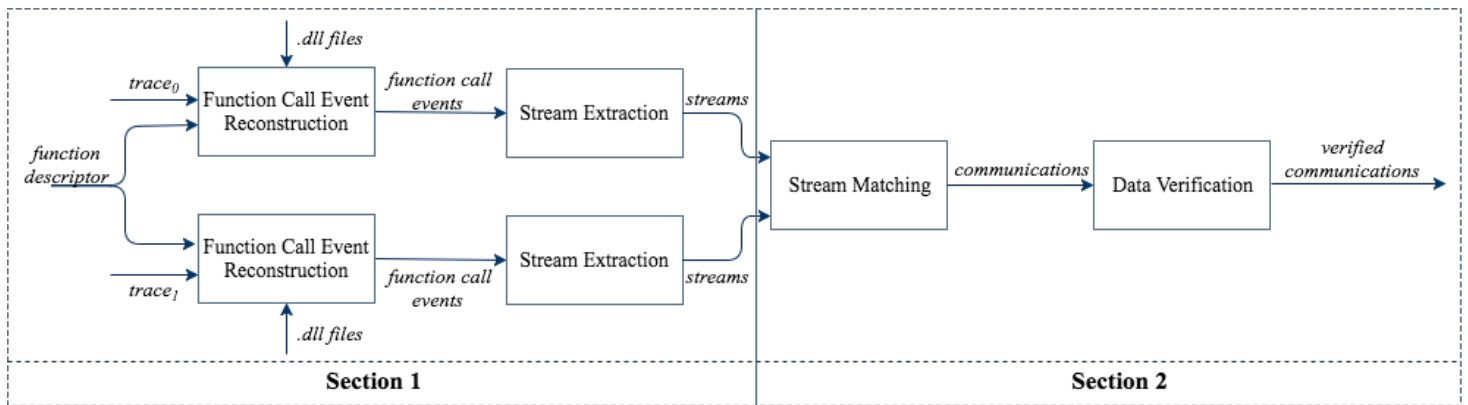 .dll files
trace0
Function Call Event
Reconstruction
function call
events
Stream Extraction
streams
function
descriptor
Stream Matching
communications
Data Verification
verified
communications
Function Call Event
Reconstruction
trace1
function call
events
Stream Extraction
streams
.dll files
Section 1
Section 2